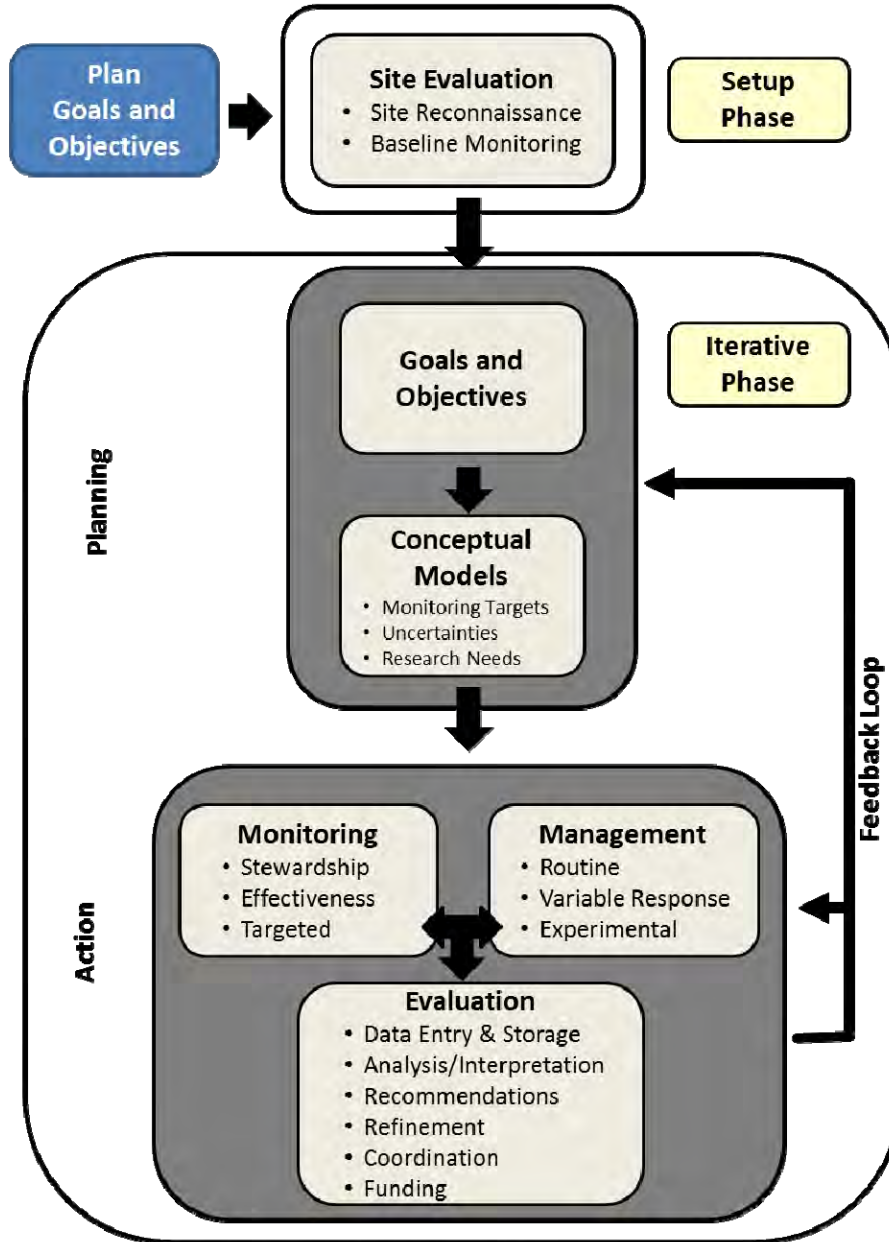 Plan
Goals and
Objectives
Site Evaluation
• Site Reconnaissance
• Baseline Monitoring
Setup
Phase
Goals and
Objectives
Iterative
Phase
Planning
Conceptual
Models
• Monitoring Targets
• Uncertainties
• Research Needs
Feedback Loop
Action
Monitoring
• Stewardship
• Effectiveness
• Targeted
Management
• Routine
• Variable Response
• Experimental
Evaluation
• Data Entry & Storage
• Analysis/Interpretation
• Recommendations
• Refinement
• Coordination
• Funding